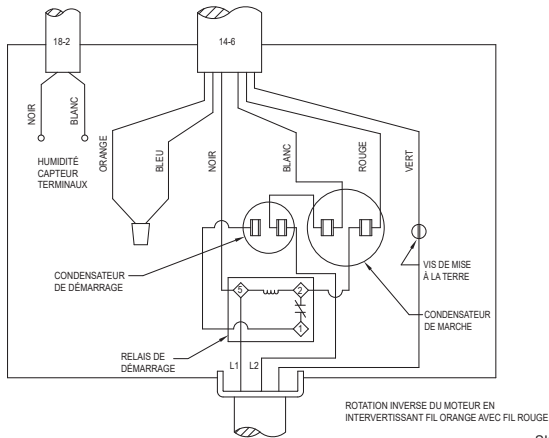 18-2
14-6
NOIR
BLANC
ORANGE
BLEU
NOIR
BLANC
ROUGE
VERT
HUMIDITÉ
CAPTEUR
TERMINAUX
CONDENSATEUR
DE DÉMARRAGE
VIS DE MISE
À LA TERRE
5
2
1
CONDENSATEUR
DE MARCHE
RELAIS DE
DÉMARRAGE
L1
L2
ROTATION INVERSE DU MOTEUR EN
INTERVERTISSANT FIL ORANGE AVEC FIL ROUGE